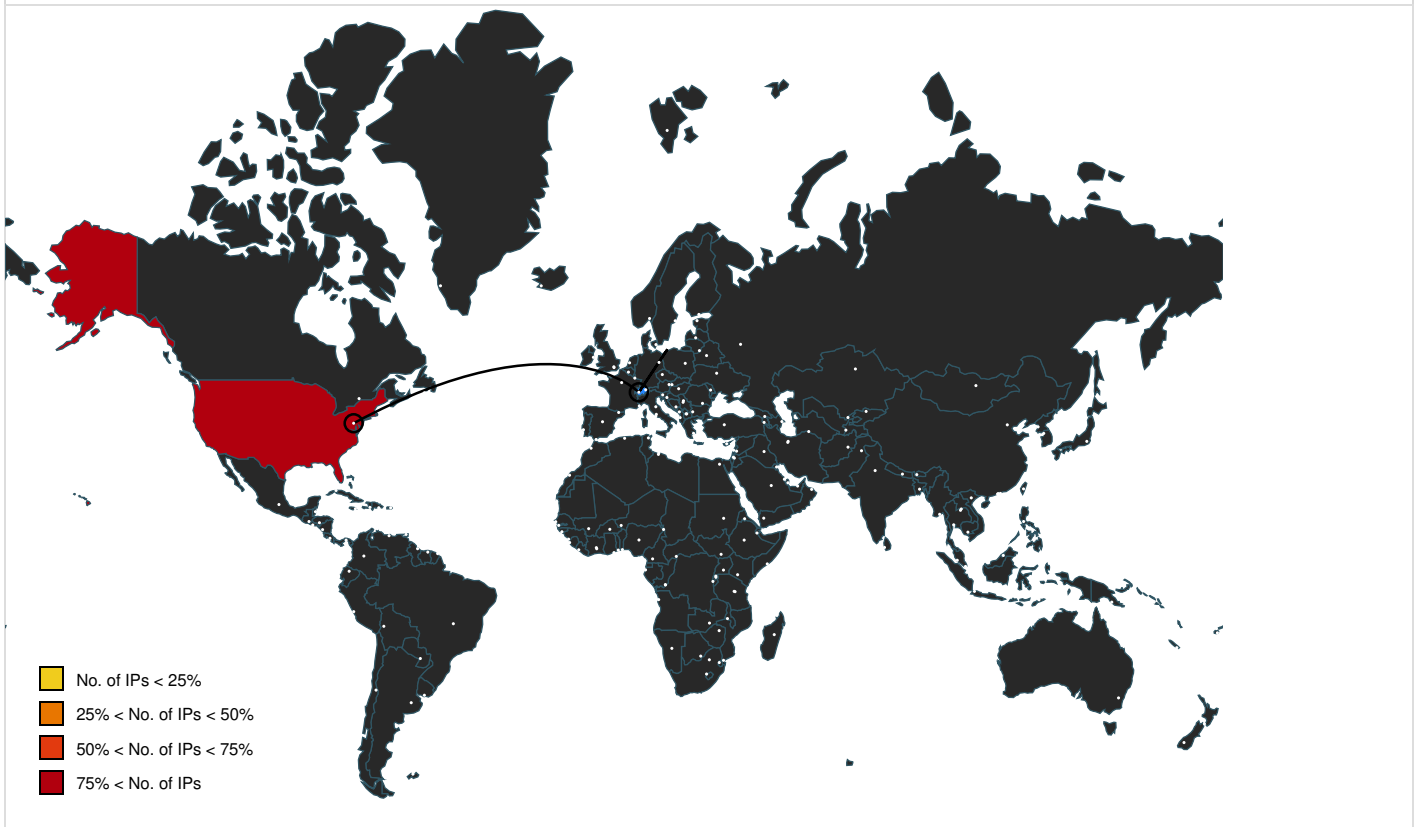 No. of IPs < 25%
25% < No. of IPs < 50%
50% < No. of IPs < 75%
75% < No. of IPs